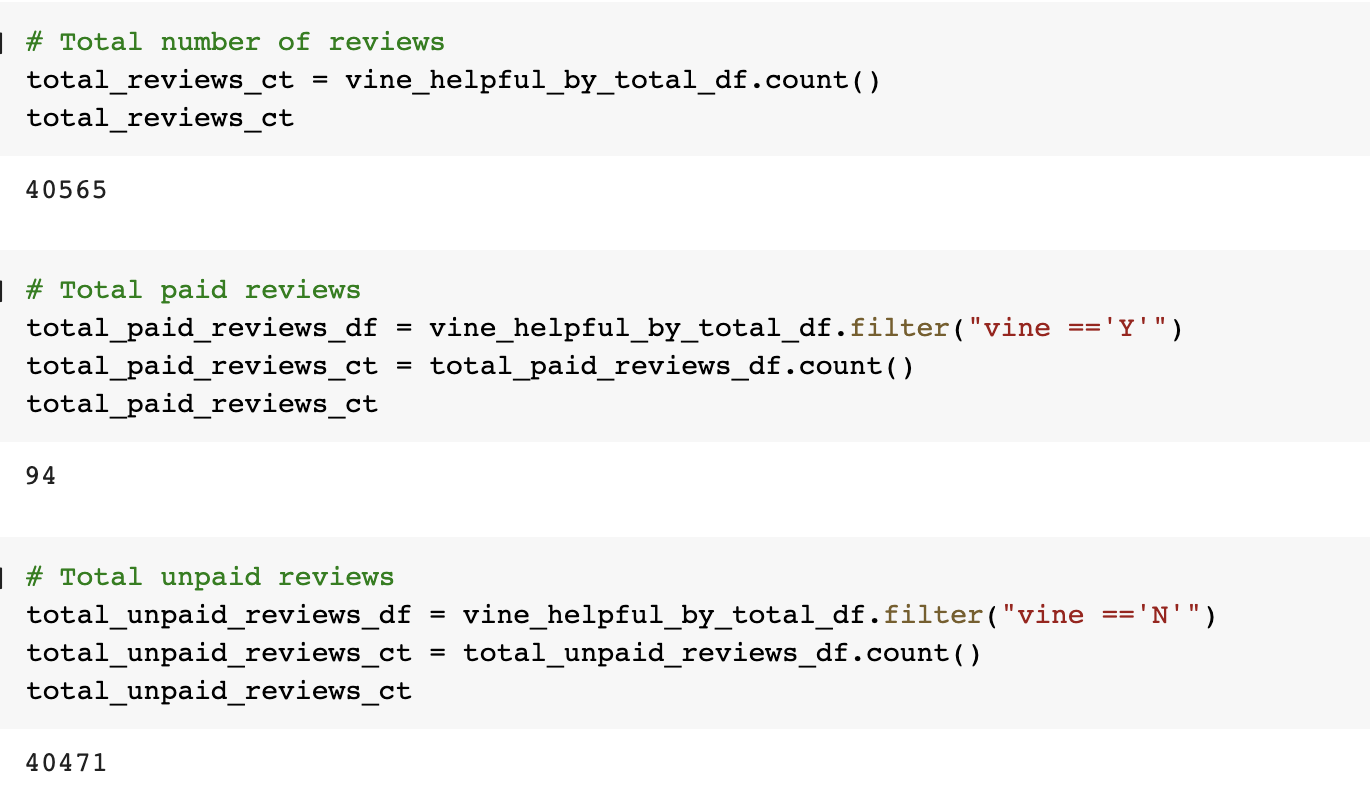 # Total number of reviews
total_reviews_ct = vine_helpful_by_total_df.count()
total_reviews_ct
40565
# Total paid reviews
total_paid_reviews_df = vine_helpful_by_total_df.filter("vine =='Y'")
total_paid_reviews_ct = total_paid_reviews_df.count()
total_paid_reviews_ct
94
# Total unpaid reviews
total_unpaid_reviews_df = vine_helpful_by_total_df.filter("vine =='N'")
total_unpaid_reviews_ct = total_unpaid_reviews_df.count()
total_unpaid_reviews_ct
40471